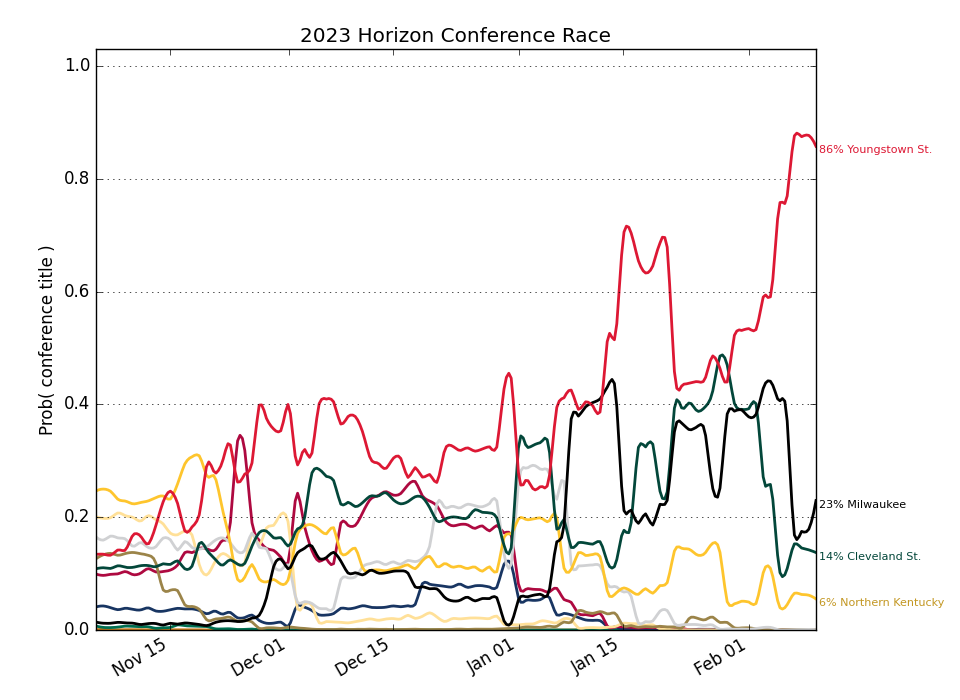 2023 Horizon Conference Race
Prob( conference title )
1.0
0.8
0.6
0.4
0.2
0.0
Nov 15
Dec 01
Dec 15
Jan 01
Jan 15
Feb 01
86% Youngstown St.
23% Milwaukee
14% Cleveland St.
6% Northern Kentucky